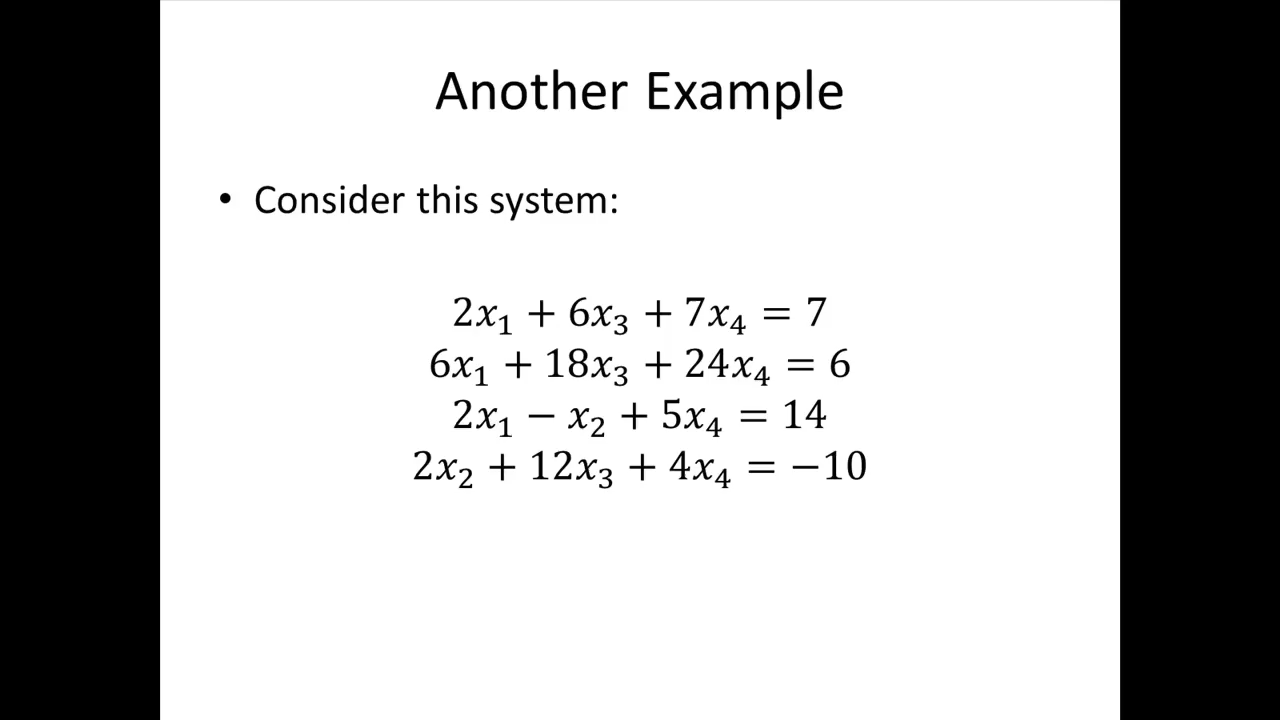 Another Example
• Consider this system:
2x₁ + 6x₃ + 7x₄ = 7
6x₁ + 18x₃ + 24x₄ = 6
2x₁ − x₂ + 5x₄ = 14
2x₂ + 12x₃ + 4x₄ = −10